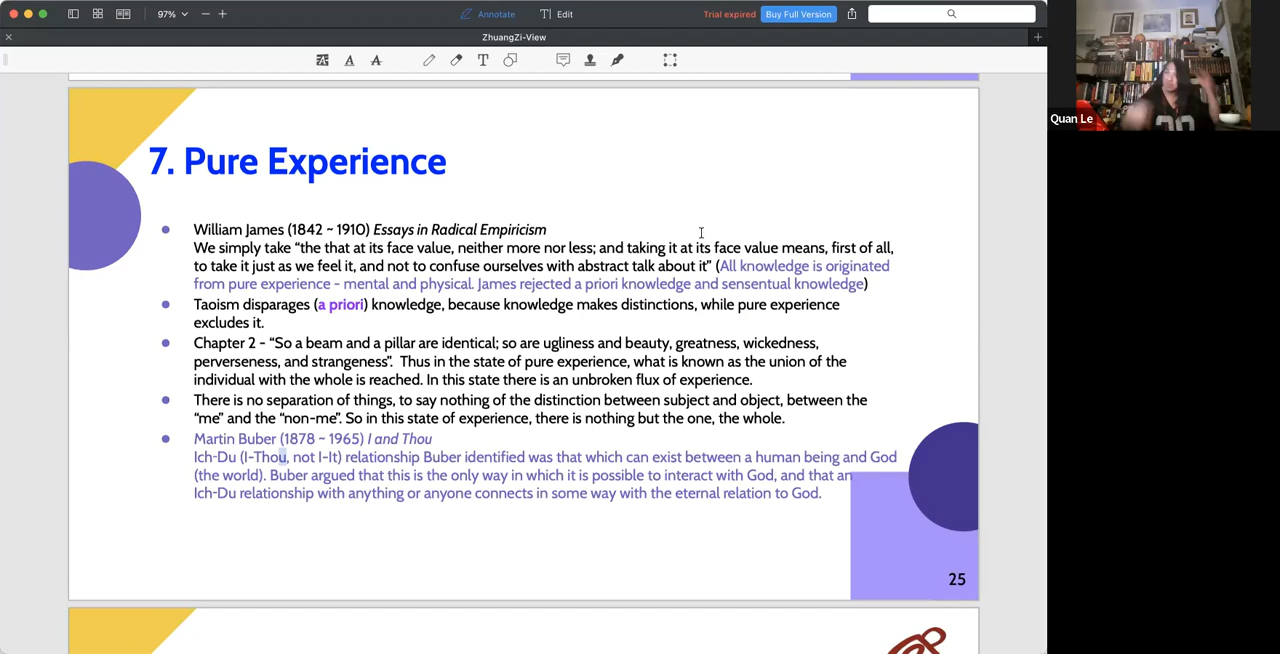 97%
Annotate
Edit
Trial expired
Buy Full Version
ZhuangZi-View
7. Pure Experience
William James (1842 ~ 1910) Essays in Radical Empiricism
We simply take “the that at its face value, neither more nor less; and taking it at its face value means, first of all,
to take it just as we feel it, and not to confuse ourselves with abstract talk about it” (All knowledge is originated
from pure experience - mental and physical. James rejected a priori knowledge and sensentual knowledge)
Taoism disparages (a priori) knowledge, because knowledge makes distinctions, while pure experience
excludes it.
Chapter 2 - “So a beam and a pillar are identical; so are ugliness and beauty, greatness, wickedness,
perverseness, and strangeness”. Thus in the state of pure experience, what is known as the union of the
individual with the whole is reached. In this state there is an unbroken flux of experience.
There is no separation of things, to say nothing of the distinction between subject and object, between the
“me” and the “non-me”. So in this state of experience, there is nothing but the one, the whole.
Martin Buber (1878 ~ 1965) I and Thou
Ich-Du (I-Thou, not I-It) relationship Buber identified was that which can exist between a human being and God
(the world). Buber argued that this is the only way in which it is possible to interact with God, and that an
Ich-Du relationship with anything or anyone connects in some way with the eternal relation to God.
25
Quan Le